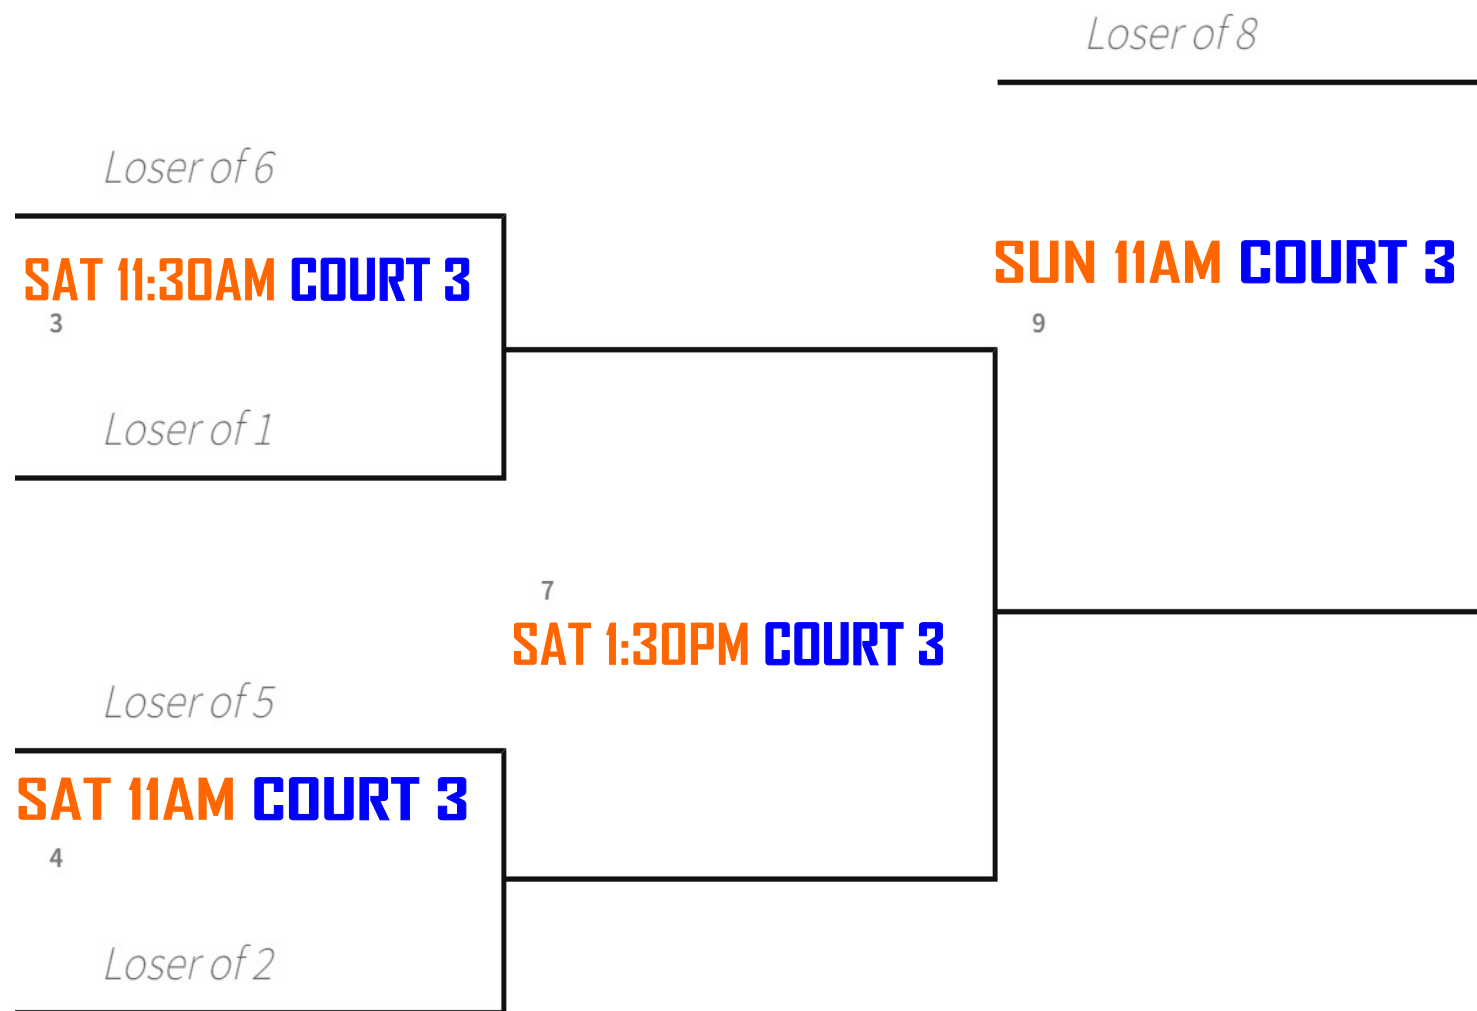 Loser of 8
Loser of 6
SAT 11:30AM COURT 3
3
Loser of 1
SUN 11AM COURT 3
9
7
SAT 1:30PM COURT 3
Loser of 5
SAT 11AM COURT 3
4
Loser of 2